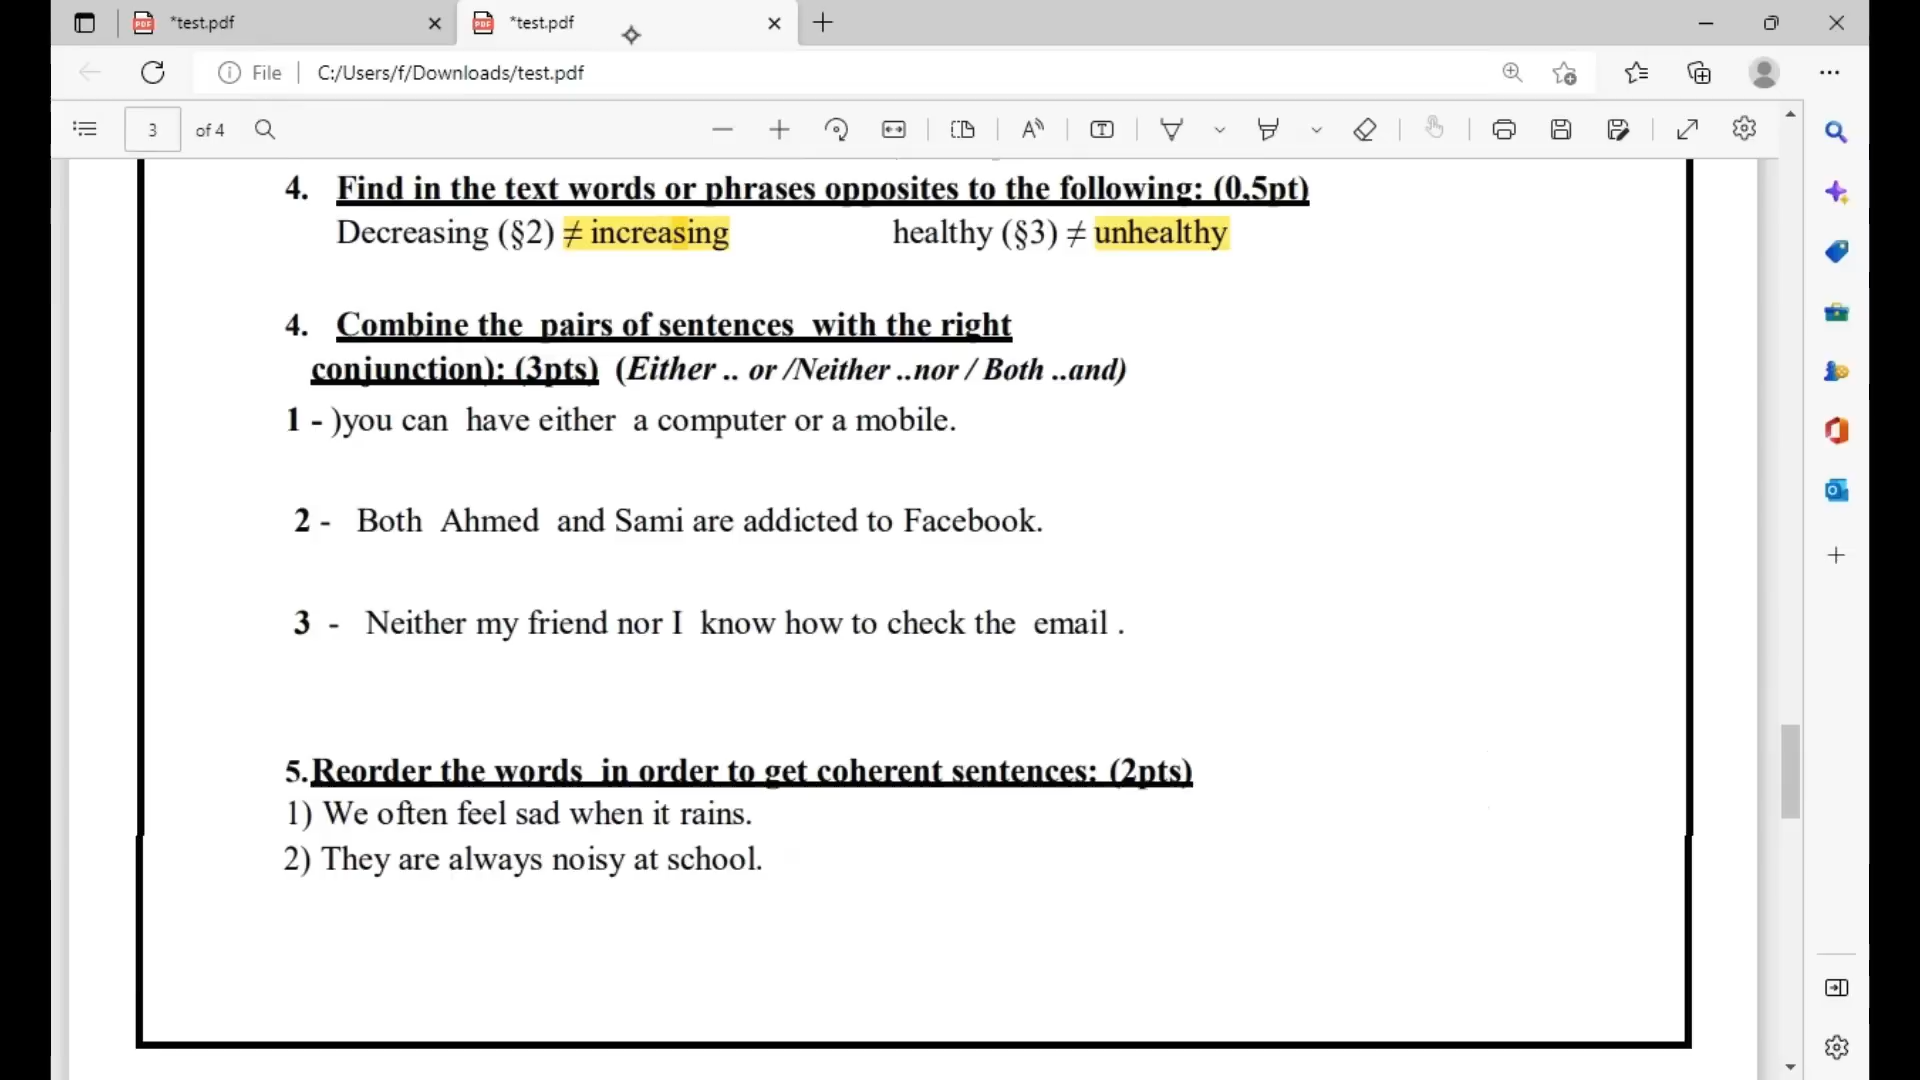 *test.pdf
*test.pdf
File
C:/Users/f/Downloads/test.pdf
3 of 4
4. Find in the text words or phrases opposites to the following: (0,5pt)
Decreasing (§2) ≠ increasing healthy (§3) ≠ unhealthy
4. Combine the pairs of sentences with the right
conjunction): (3pts) (Either .. or /Neither ..nor / Both ..and)
1 - )you can have either a computer or a mobile.
2 - Both Ahmed and Sami are addicted to Facebook.
3 - Neither my friend nor I know how to check the email .
5.Reorder the words in order to get coherent sentences: (2pts)
1) We often feel sad when it rains.
2) They are always noisy at school.